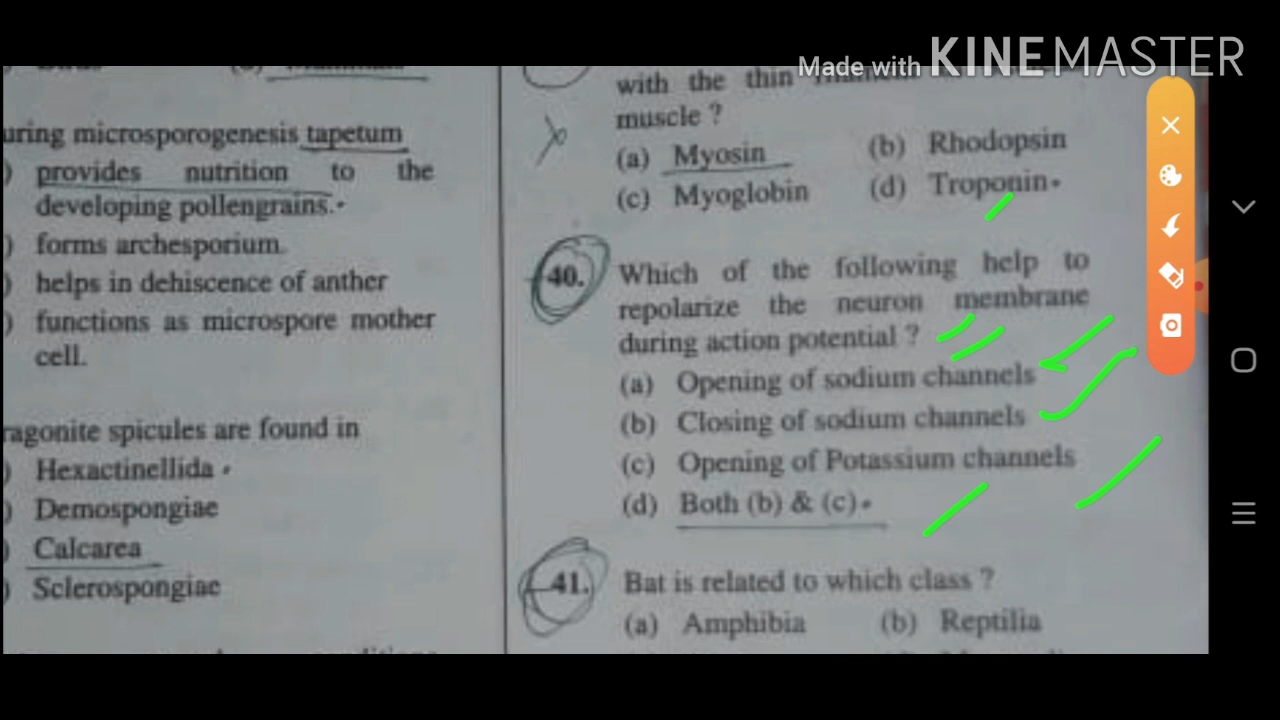 Made with KINEMASTER
uring microsporogenesis tapetum
) provides nutrition to the
developing pollengrains.
) forms archesporium.
) helps in dehiscence of anther
) functions as microspore mother
cell.
ragonite spicules are found in
) Hexactinellida
) Demospongiae
) Calcarea
) Sclerospongiae
with the thin
muscle ?
(a) Myosin (b) Rhodopsin
(c) Myoglobin (d) Troponin
40. Which of the following help to
repolarize the neuron membrane
during action potential ?
(a) Opening of sodium channels
(b) Closing of sodium channels
(c) Opening of Potassium channels
(d) Both (b) & (c)
41. Bat is related to which class ?
(a) Amphibia (b) Reptilia